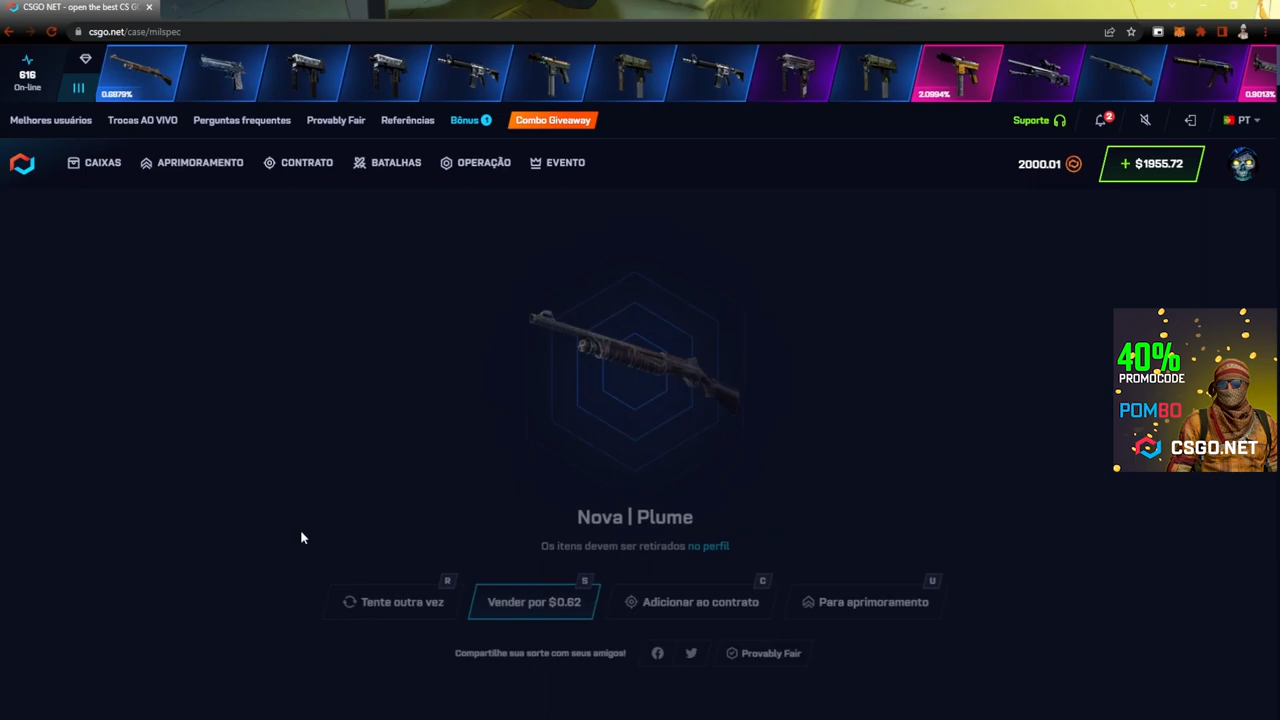 CSGO NET - open the best CS G
csgo.net/case/milspec
616
On-line
0.6879%
2.0994%
0.9013%
Melhores usuários
Trocas AO VIVO
Perguntas frequentes
Provably Fair
Referências
Bônus 1
Combo Giveaway
Suporte
2
PT
CAIXAS
APRIMORAMENTO
CONTRATO
BATALHAS
OPERAÇÃO
EVENTO
2000.01
+ $1955.72
40%
PROMOCODE
POMBO
CSGO.NET
Nova | Plume
Os itens devem ser retirados no perfil
R
S
C
U
Tente outra vez
Vender por $0.62
Adicionar ao contrato
Para aprimoramento
Compartilhe sua sorte com seus amigos!
Provably Fair